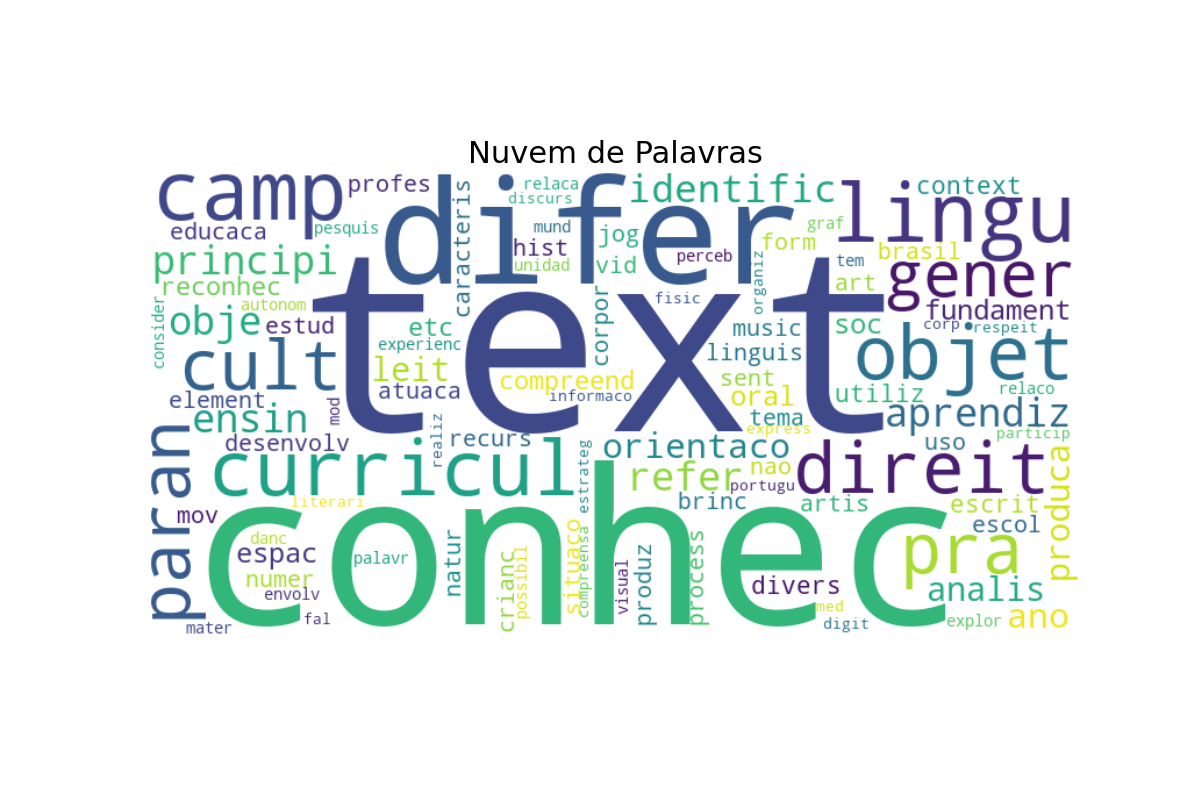 Nuvem de Palavras
camp
profes
difer
relaca
discurs
identific
lingu
context
educaca
pesquis
caracteris
mund
hist
unidad
jog
vid
perceb
form
graf
brasil
tem
art
gener
principi
reconhec
autonom
consider
obje
estud
text
fisic
organiz
fundament
corp
respeit
etc
experienc
corpor
music
linguis
soc
objet
cult
leit
atuaca
compreend
informaco
sent
oral
utiliz
relaco
element
ensin
mod
desenvolv
realiz
recurs
tema
express
aprendiz
uso
particip
paran
curricul
estrateg
orientaco
refer
nao
portugu
direit
produca
literari
mov
brinc
artis
escrit
escol
conhec
danc
espac
palavr
numer
envolv
natur
crianc
possibil
situaco
compreensa
visual
produz
process
divers
pra
analis
med
digit
explor
ano
mater
fal